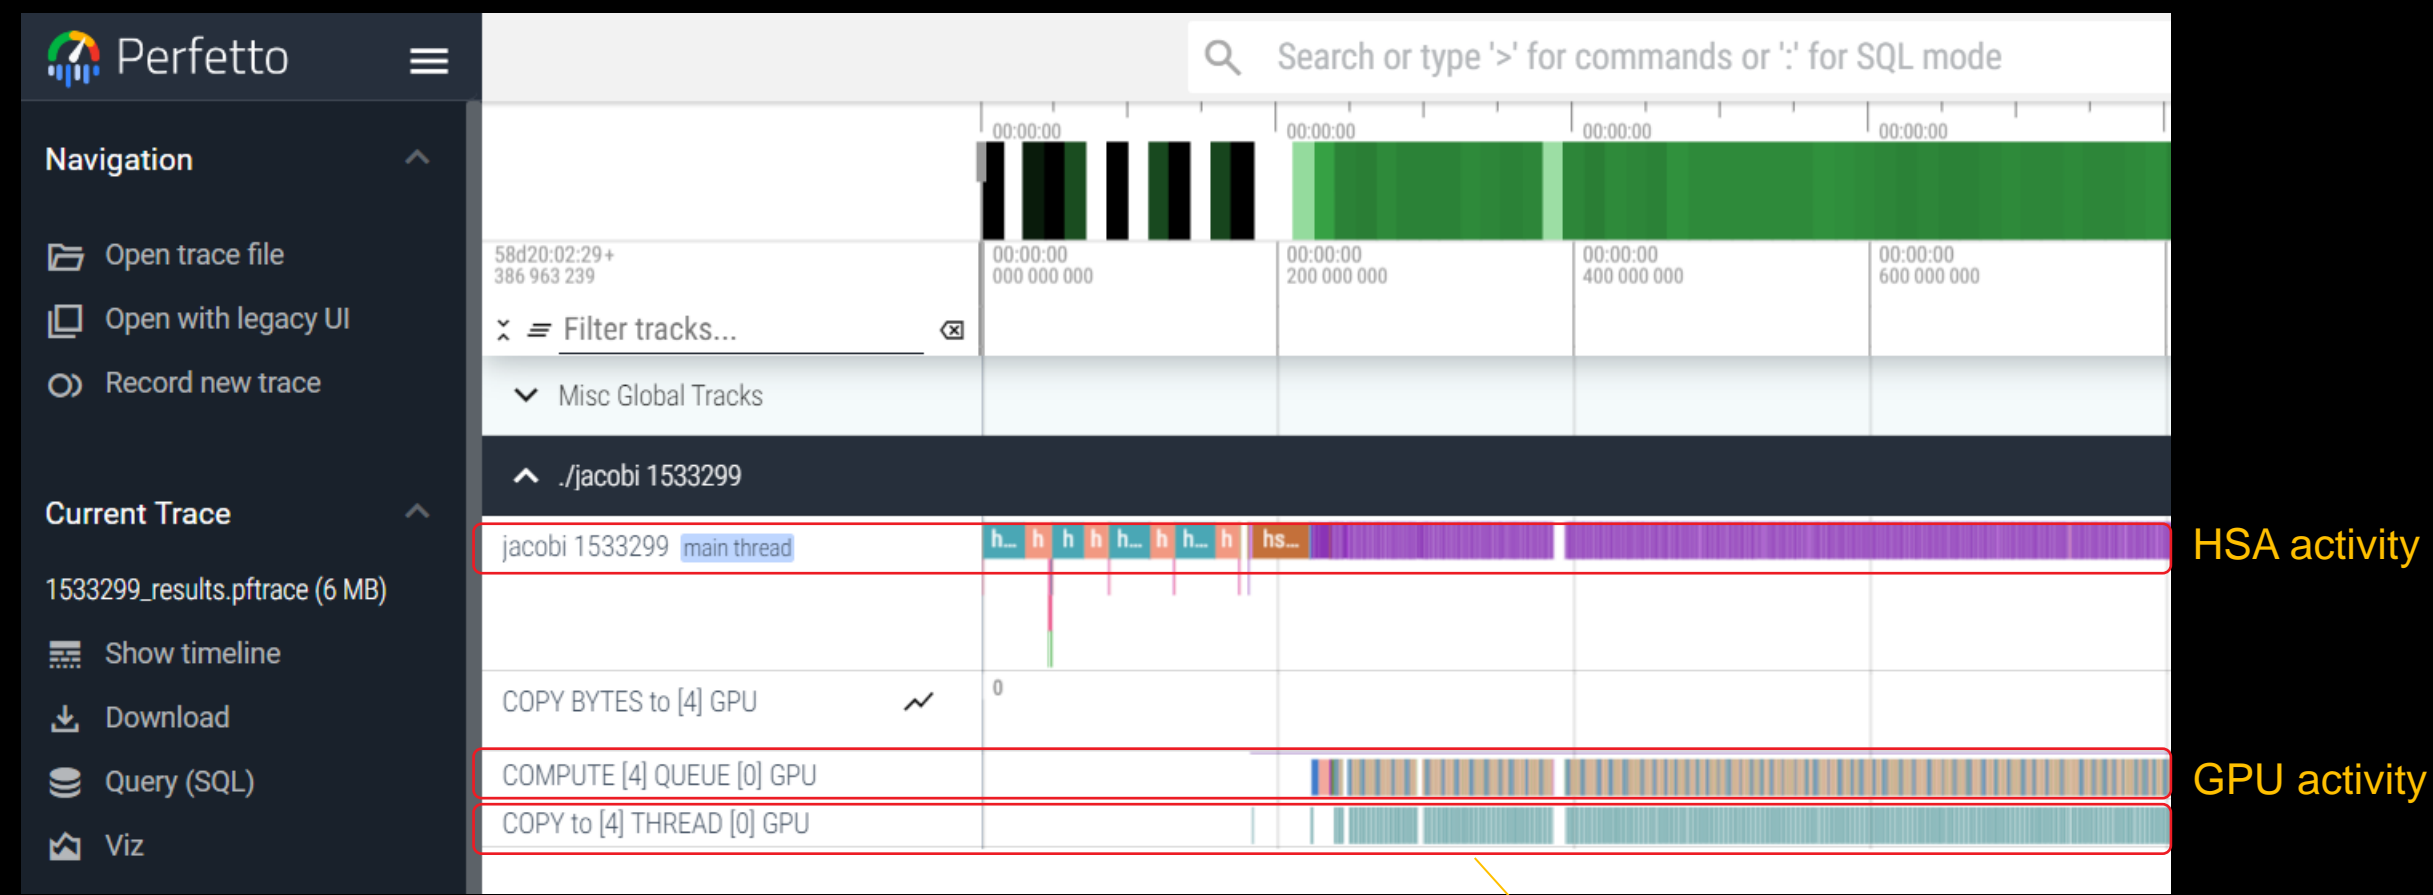 Perfetto
Search or type '>' for commands or ':' for SQL mode
Navigation
Open trace file
Open with legacy UI
Record new trace
Current Trace
1533299_results.pftrace (6 MB)
Show timeline
Download
Query (SQL)
Viz
00:00:00 00:00:00 00:00:00 00:00:00
58d20:02:29+ 00:00:00 00:00:00 00:00:00 00:00:00
386 963 239 000 000 000 200 000 000 400 000 000 600 000 000
Filter tracks...
Misc Global Tracks
./jacobi 1533299
jacobi 1533299 main thread h... h h h h... h h... h hs...
HSA activity
COPY BYTES to [4] GPU 0
COMPUTE [4] QUEUE [0] GPU
GPU activity
COPY to [4] THREAD [0] GPU